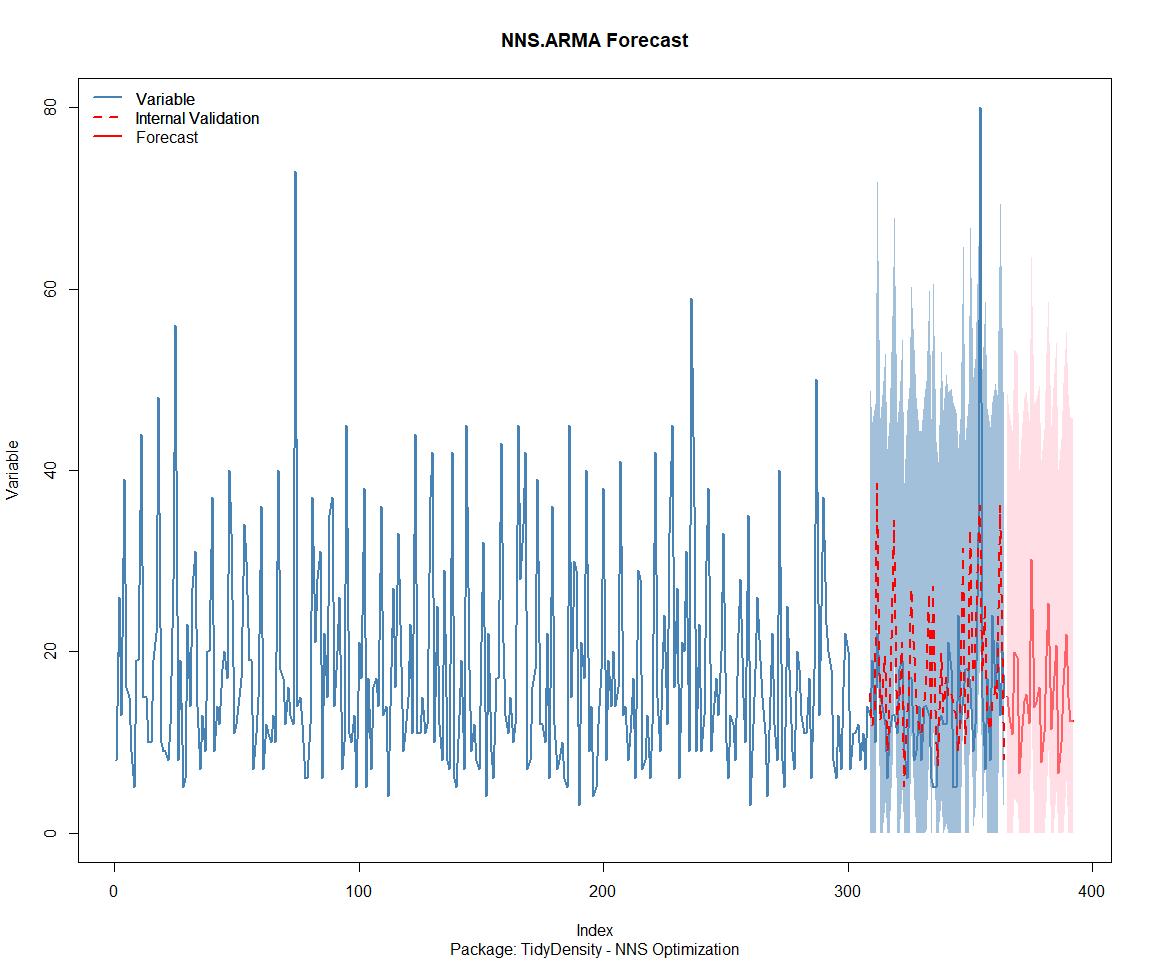 NNS.ARMA Forecast
Variable
Internal Validation
Forecast
80
60
40
20
0
Variable
0 100 200 300 400
Index
Package: TidyDensity - NNS Optimization